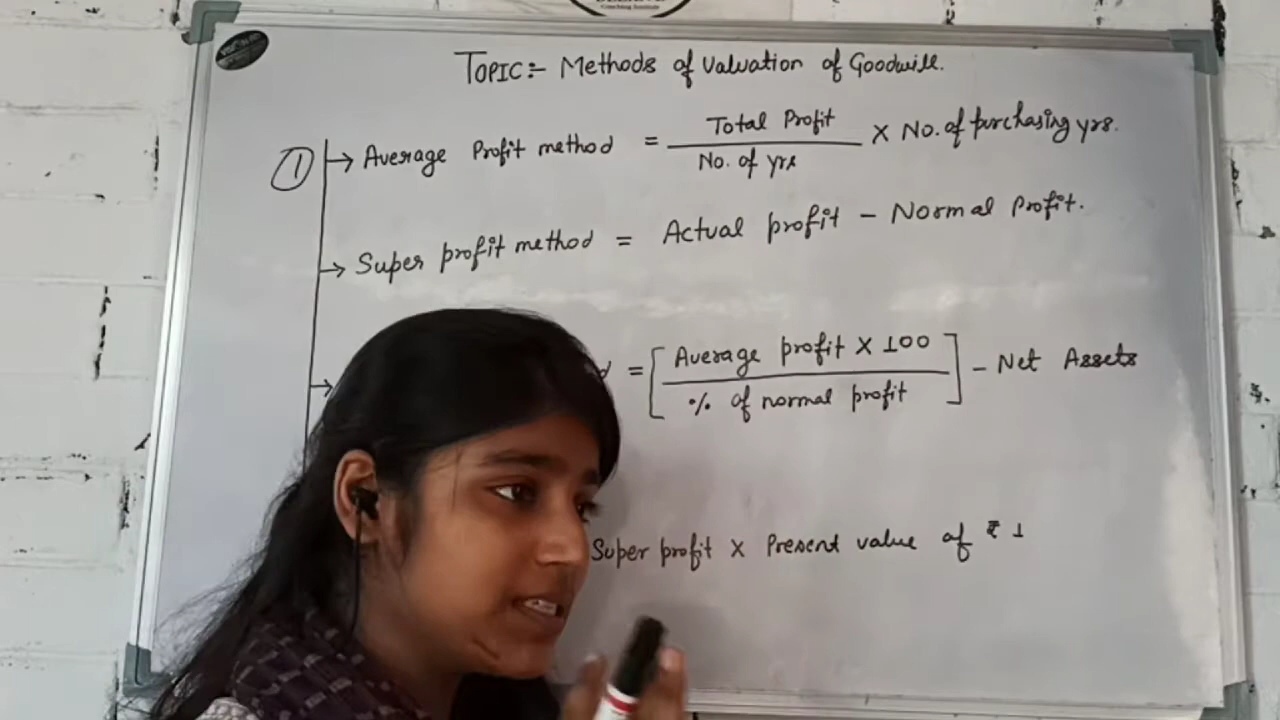 Coaching Institute
TOPIC:- Methods of Valuation of Goodwill.
① → Average Profit method = Total Profit / No. of yrs × No. of purchasing yrs.
→ Super profit method = Actual profit - Normal Profit.
→ d = [Average profit × 100 / % of normal profit] - Net Assets
Super profit × Present value of ₹ 1